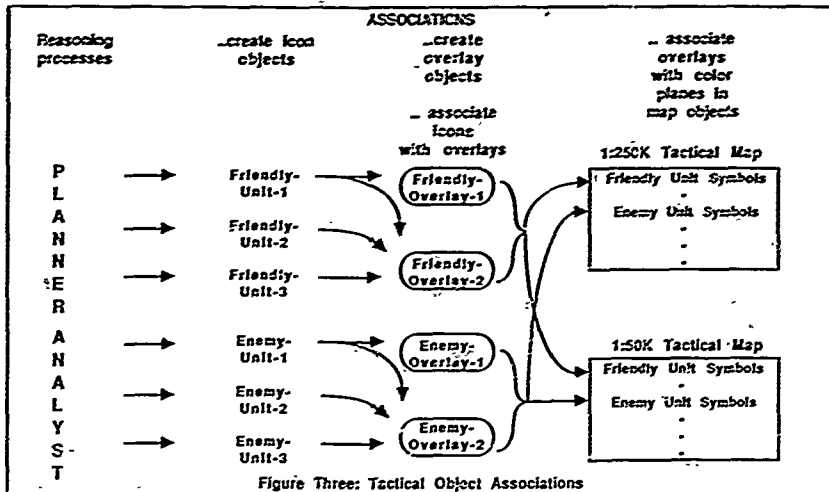 ASSOCIATIONS
Reasoning
processes
...create icon
objects
...create
overlay
objects
... associate
icons
with overlays
... associate
overlays
with color
planes in
map objects
PLANNER ANALYST
Friendly-
Unit-1
Friendly-
Unit-2
Friendly-
Unit-3
Enemy-
Unit-1
Enemy-
Unit-2
Enemy-
Unit-3
Friendly-
Overlay-1
Friendly-
Overlay-2
Enemy-
Overlay-1
Enemy-
Overlay-2
1:250K Tactical Map
Friendly Unit Symbols
Enemy Unit Symbols
1:50K Tactical Map
Friendly Unit Symbols
Enemy Unit Symbols
Figure Three: Tactical Object Associations